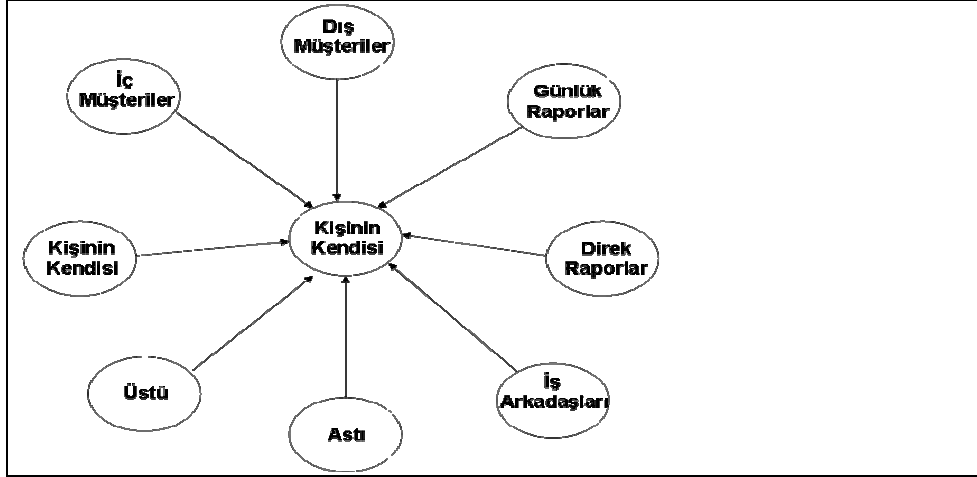 Dış
Müşteriler
İç
Müşteriler
Günlük
Raporlar
Kişinin
Kendisi
Kişinin
Kendisi
Direk
Raporlar
Üstü
Astı
İş
Arkadaşları